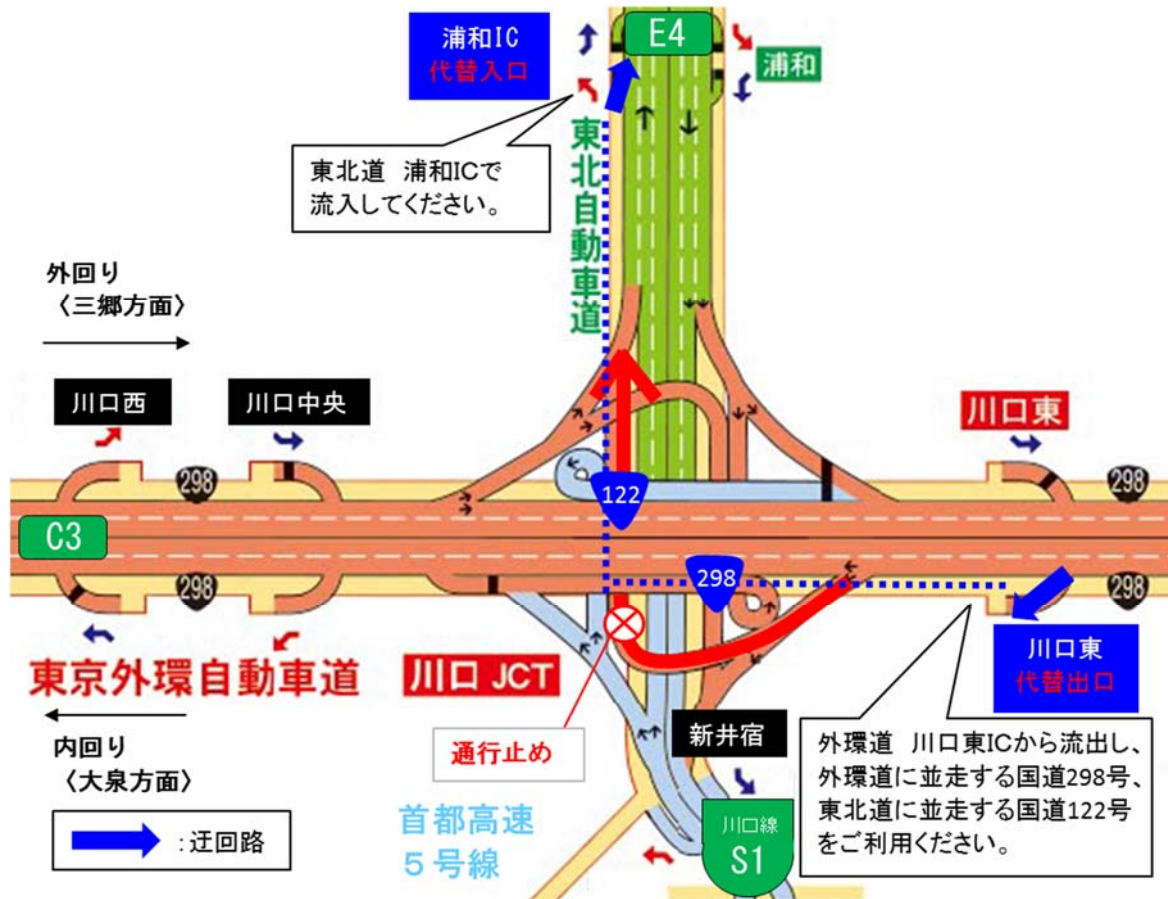 浦和IC
代替入口
E4
浦和
東北道　浦和ICで
流入してください。
東北自動車道
外回り
〈三郷方面〉
川口西
川口中央
川口東
298
298
298
122
C3
298
298
298
298
東京外環自動車道
川口 JCT
川口東
代替出口
内回り
〈大泉方面〉
通行止め
新井宿
外環道　川口東ICから流出し、
外環道に並走する国道298号、
東北道に並走する国道122号
をご利用ください。
:迂回路
首都高速
5号線
川口線
S1